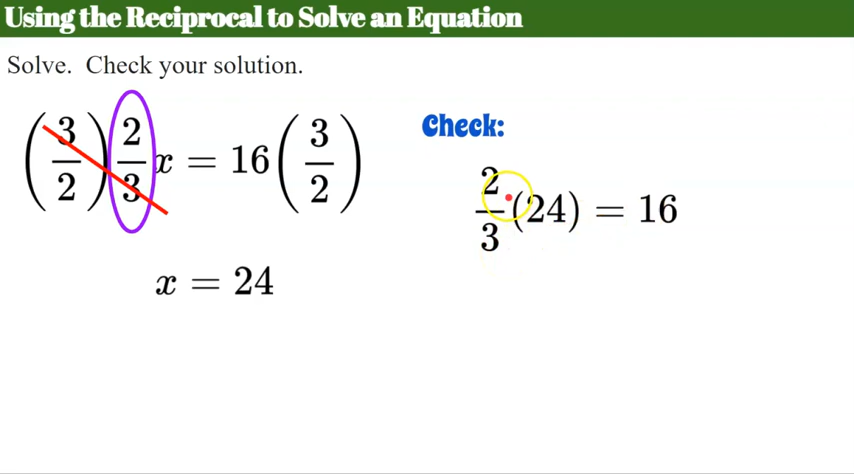 Using the Reciprocal to Solve an Equation
Solve. Check your solution.
(3/2) 2/3 x = 16 (3/2)
Check:
2/3 (24) = 16
x = 24